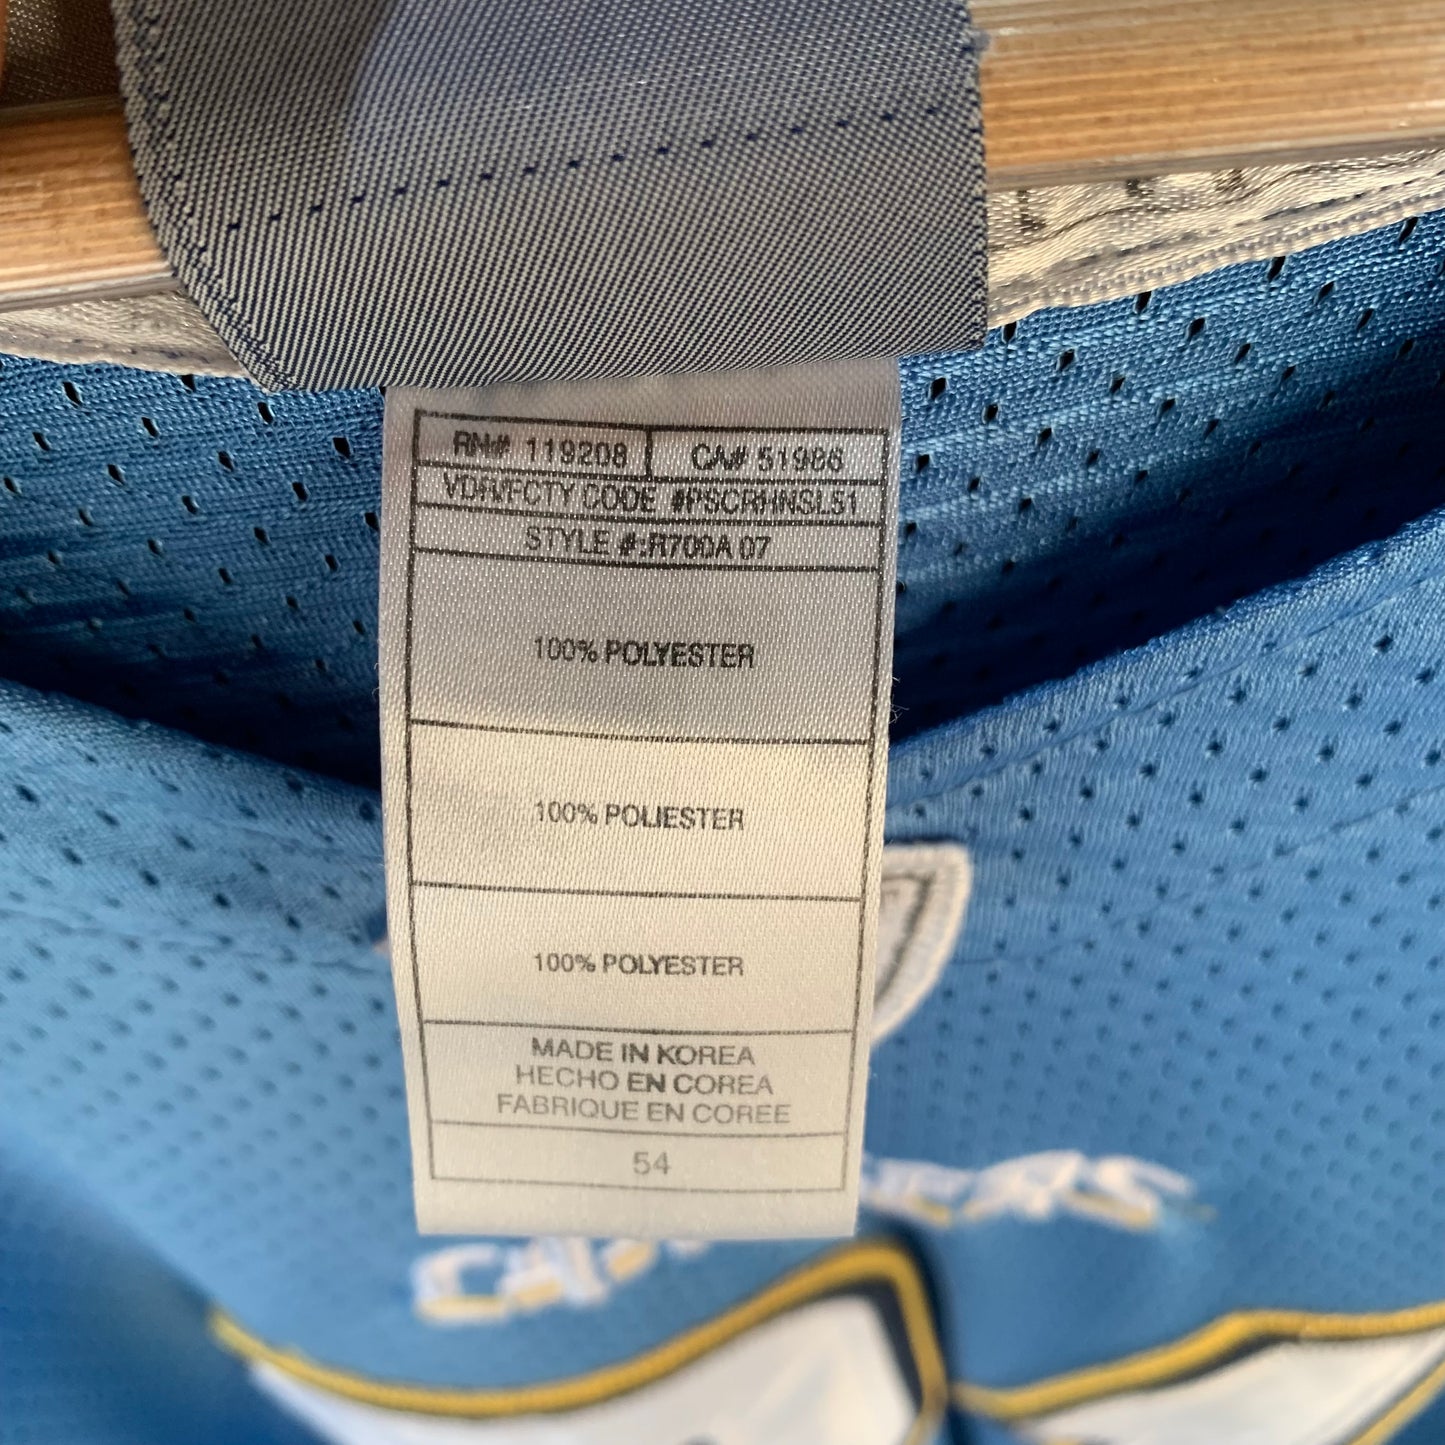 RN# 119208 CA# 51986
VDR/FCTY CODE #PSCRHNSL51
STYLE #:R700A 07
100% POLYESTER
100% POLIESTER
100% POLYESTER
MADE IN KOREA
HECHO EN COREA
FABRIQUE EN COREE
54